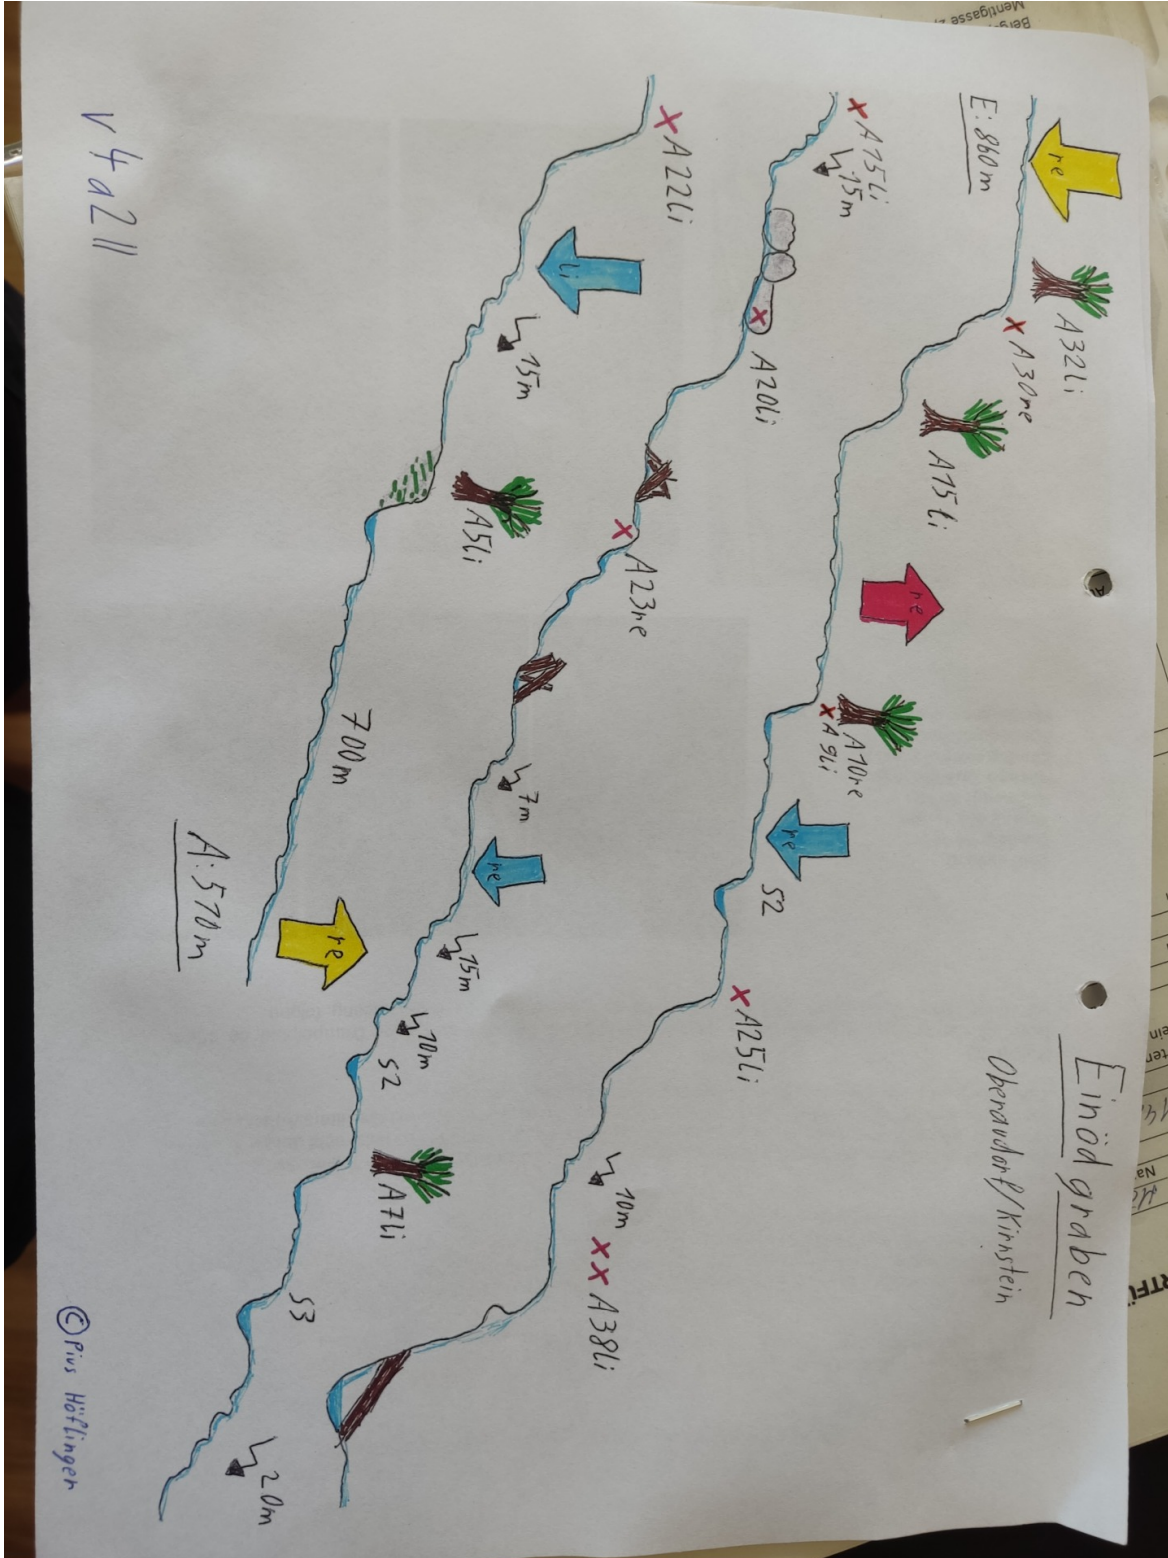 Einödgraben
Oberaudorf/Kirnstein
re
E: 860m
A32li
A30re
A15li
re
A10re
A9li
re
S2
A25li
10m
A38li
A15li
15m
A20li
A23re
7m
re
15m
10m
S2
A7li
S3
20m
A22li
li
15m
A5li
700m
re
A: 510m
v4a2II
© Pius Höflinger